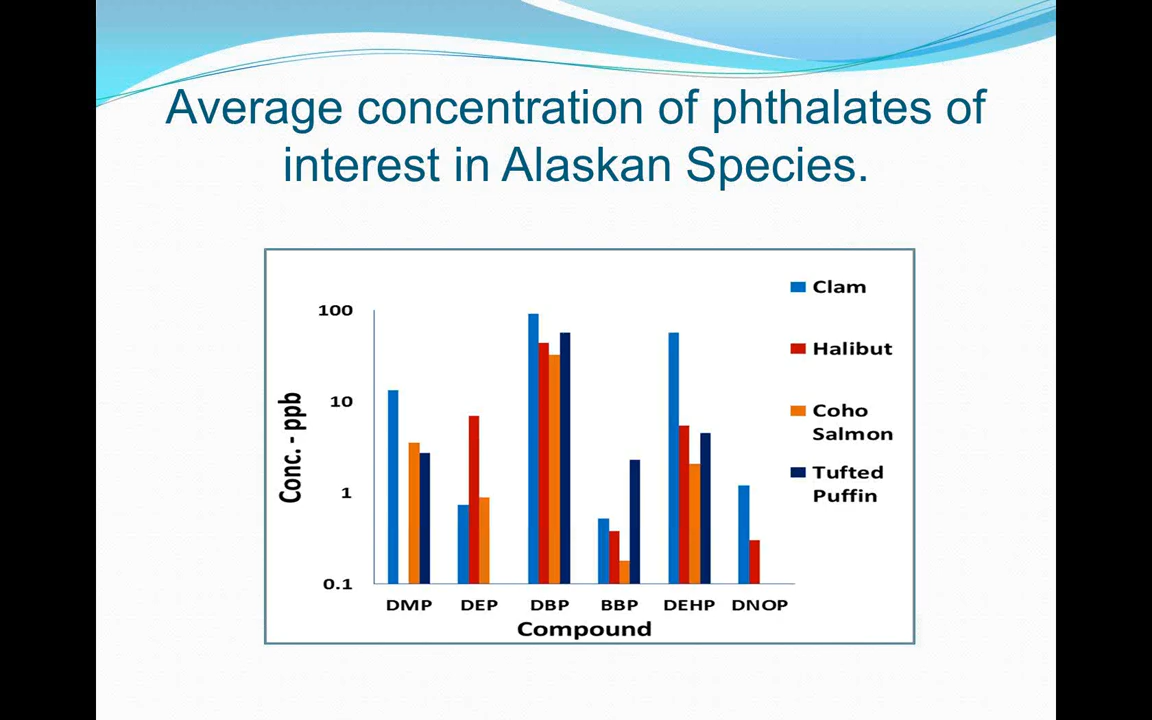 Average concentration of phthalates of
interest in Alaskan Species.
Clam
Halibut
Coho
Salmon
Tufted
Puffin
Conc. - ppb
100
10
1
0.1
DMP DEP DBP BBP DEHP DNOP
Compound